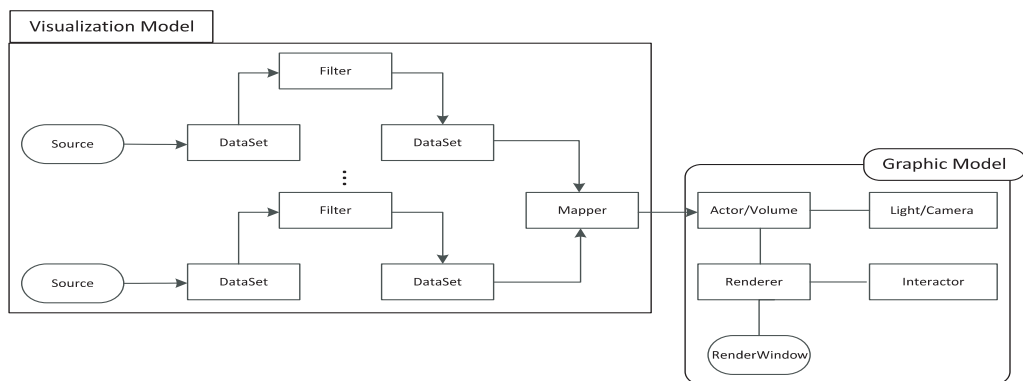 Visualization Model
Filter
Source
DataSet
DataSet
Graphic Model
Filter
Mapper
Actor/Volume
Light/Camera
Source
DataSet
DataSet
Renderer
Interactor
RenderWindow